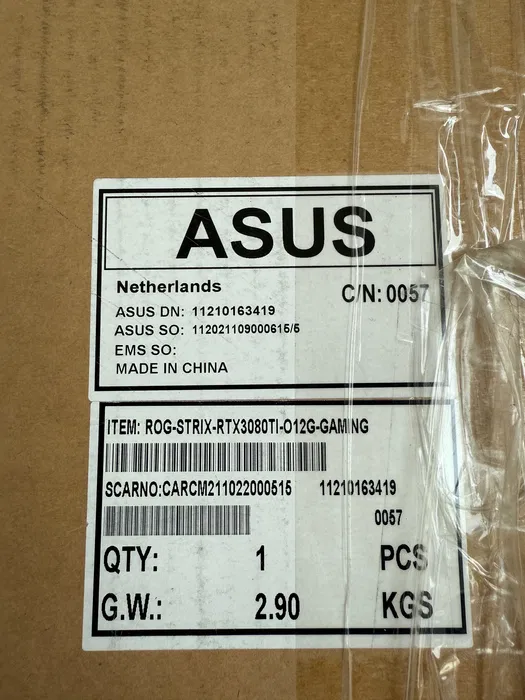 ASUS
Netherlands
C/N: 0057
ASUS DN: 11210163419
ASUS SO: 112021109000615/5
EMS SO:
MADE IN CHINA
ITEM: ROG-STRIX-RTX3080TI-O12G-GAMING
SCARNO:CARCM211022000515 11210163419
0057
QTY: 1 PCS
G.W.: 2.90 KGS